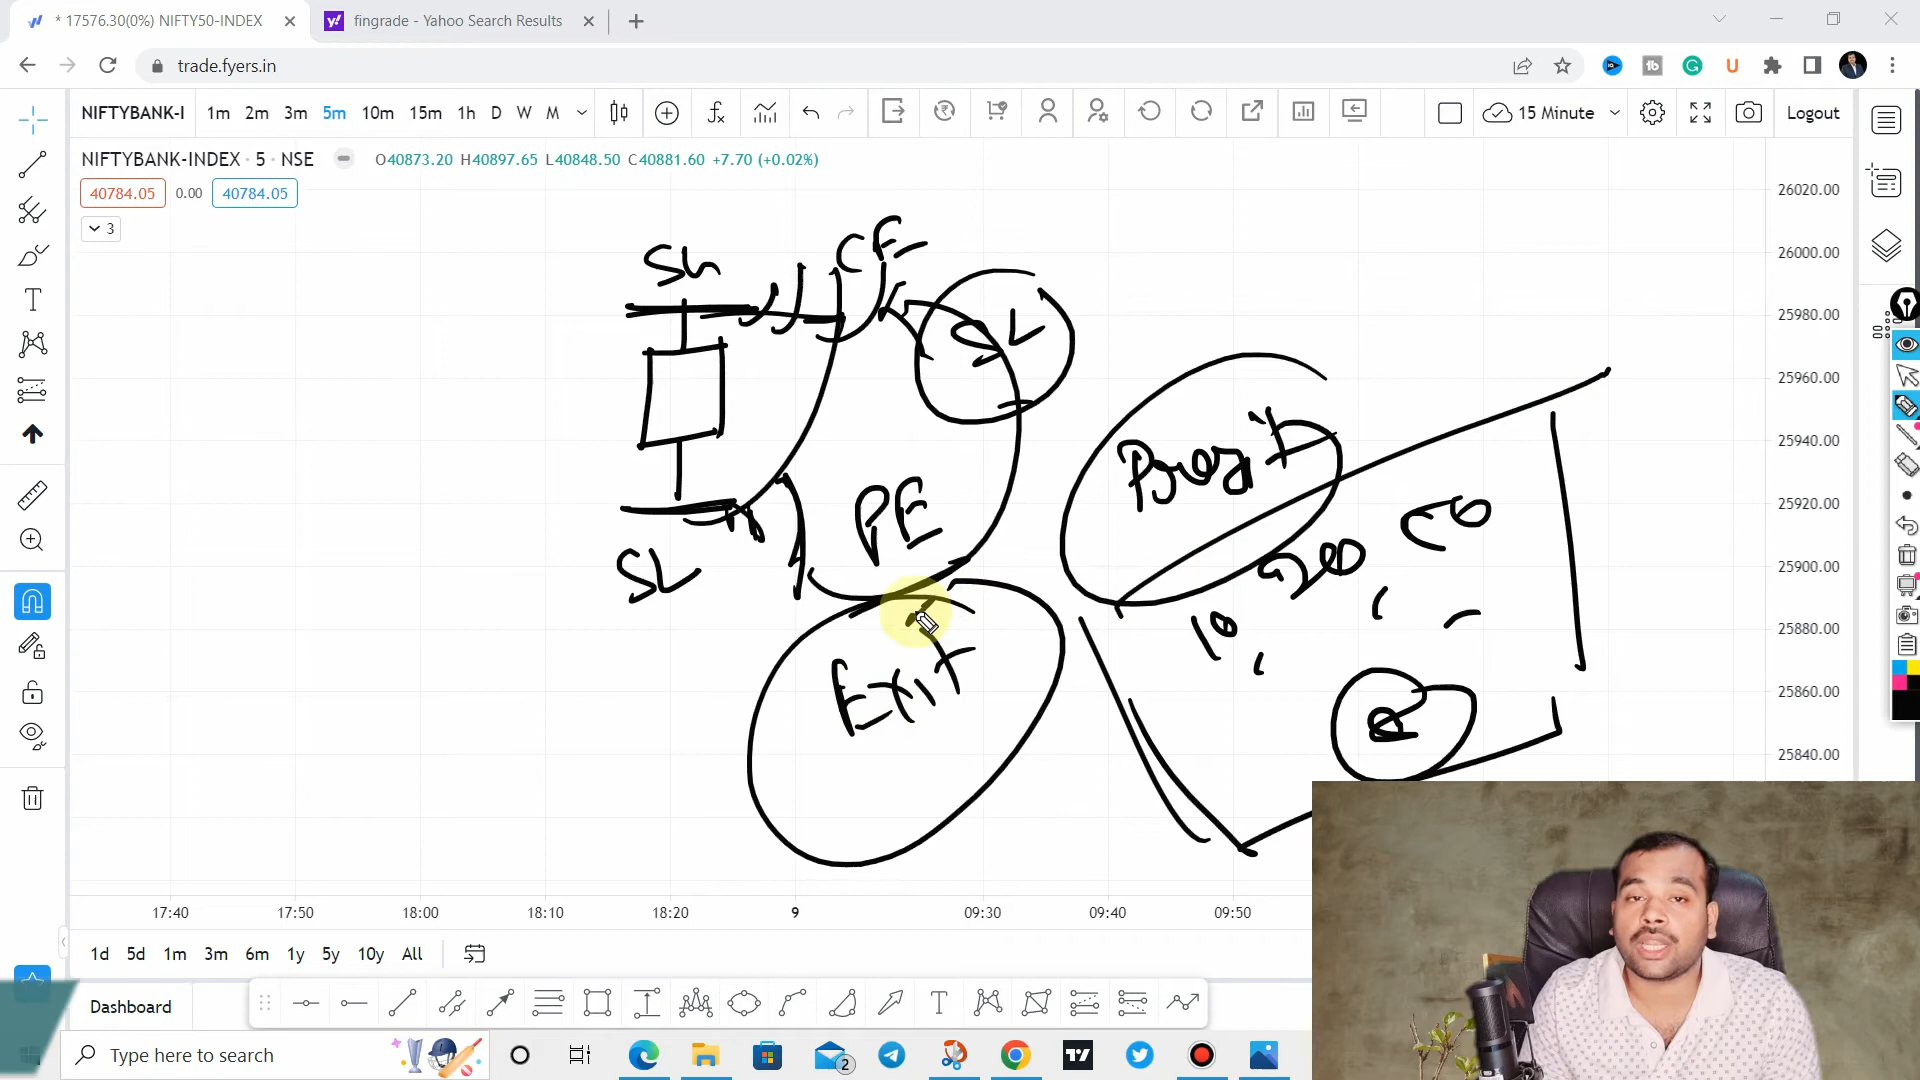 * 17576.30(0%) NIFTY50-INDEX
fingrade - Yahoo Search Results
trade.fyers.in
NIFTYBANK-I 1m 2m 3m 5m 10m 15m 1h D W M 15 Minute Logout
NIFTYBANK-INDEX · 5 · NSE O40873.20 H40897.65 L40848.50 C40881.60 +7.70 (+0.02%)
40784.05 0.00 40784.05
3
26020.00
26000.00
25980.00
25960.00
25940.00
25920.00
25900.00
25880.00
25860.00
25840.00
SL
CE
SL
PE
SL
Exit
10,
200
17:40 17:50 18:00 18:10 18:20 9 09:30 09:40 09:50
1d 5d 1m 3m 6m 1y 5y 10y All
Dashboard
Type here to search
2